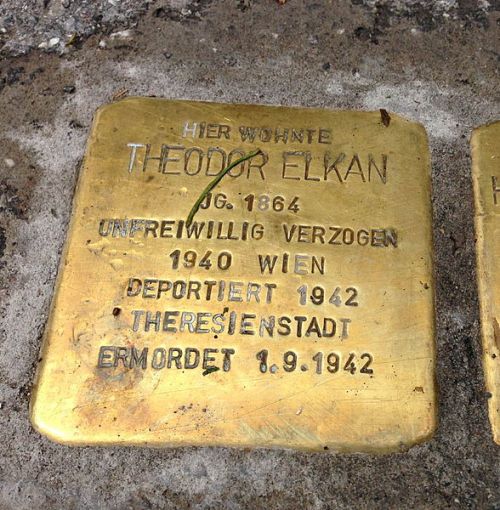 HIER WOHNTE
THEODOR ELKAN
JG. 1864
UNFREIWILLIG VERZOGEN
1940 WIEN
DEPORTIERT 1942
THERESIENSTADT
ERMORDET 1.9.1942